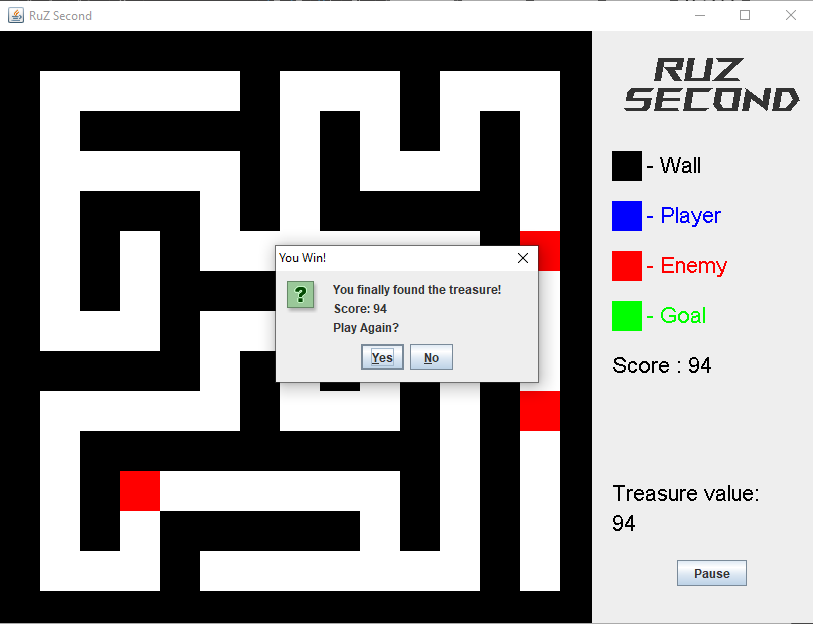 RuZ Second
RUZ
SECOND
- Wall
- Player
- Enemy
- Goal
Score : 94
Treasure value:
94
Pause
You Win!
You finally found the treasure!
Score: 94
Play Again?
Yes
No